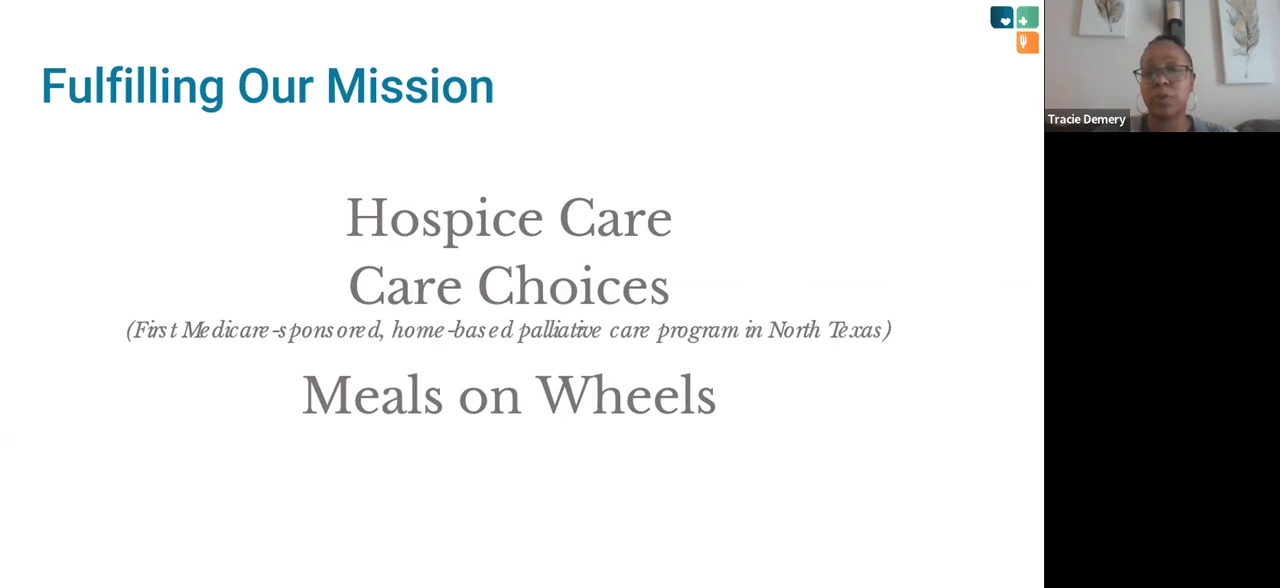 Fulfilling Our Mission
Hospice Care
Care Choices
(First Medicare-sponsored, home-based palliative care program in North Texas)
Meals on Wheels
Tracie Demery